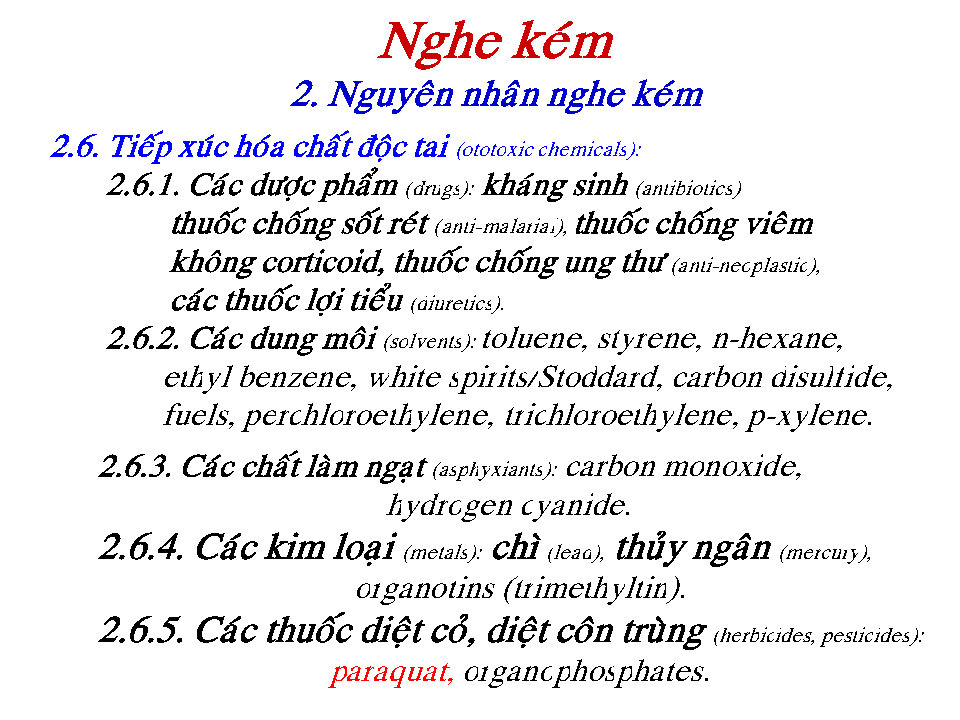 Nghe kém
2. Nguyên nhân nghe kém
2.6. Tiếp xúc hóa chất độc tai (ototoxic chemicals):
2.6.1. Các dược phẩm (drugs): kháng sinh (antibiotics)
thuốc chống sốt rét (anti-malarial), thuốc chống viêm
không corticoid, thuốc chống ung thư (anti-neoplastic),
các thuốc lợi tiểu (diuretics).
2.6.2. Các dung môi (solvents): toluene, styrene, n-hexane,
ethyl benzene, white spirits/Stoddard, carbon disulfide,
fuels, perchloroethylene, trichloroethylene, p-xylene.
2.6.3. Các chất làm ngạt (asphyxiants): carbon monoxide,
hydrogen cyanide.
2.6.4. Các kim loại (metals): chì (lead), thủy ngân (mercury),
organotins (trimethyltin).
2.6.5. Các thuốc diệt cỏ, diệt côn trùng (herbicides, pesticides):
paraquat, organophosphates.